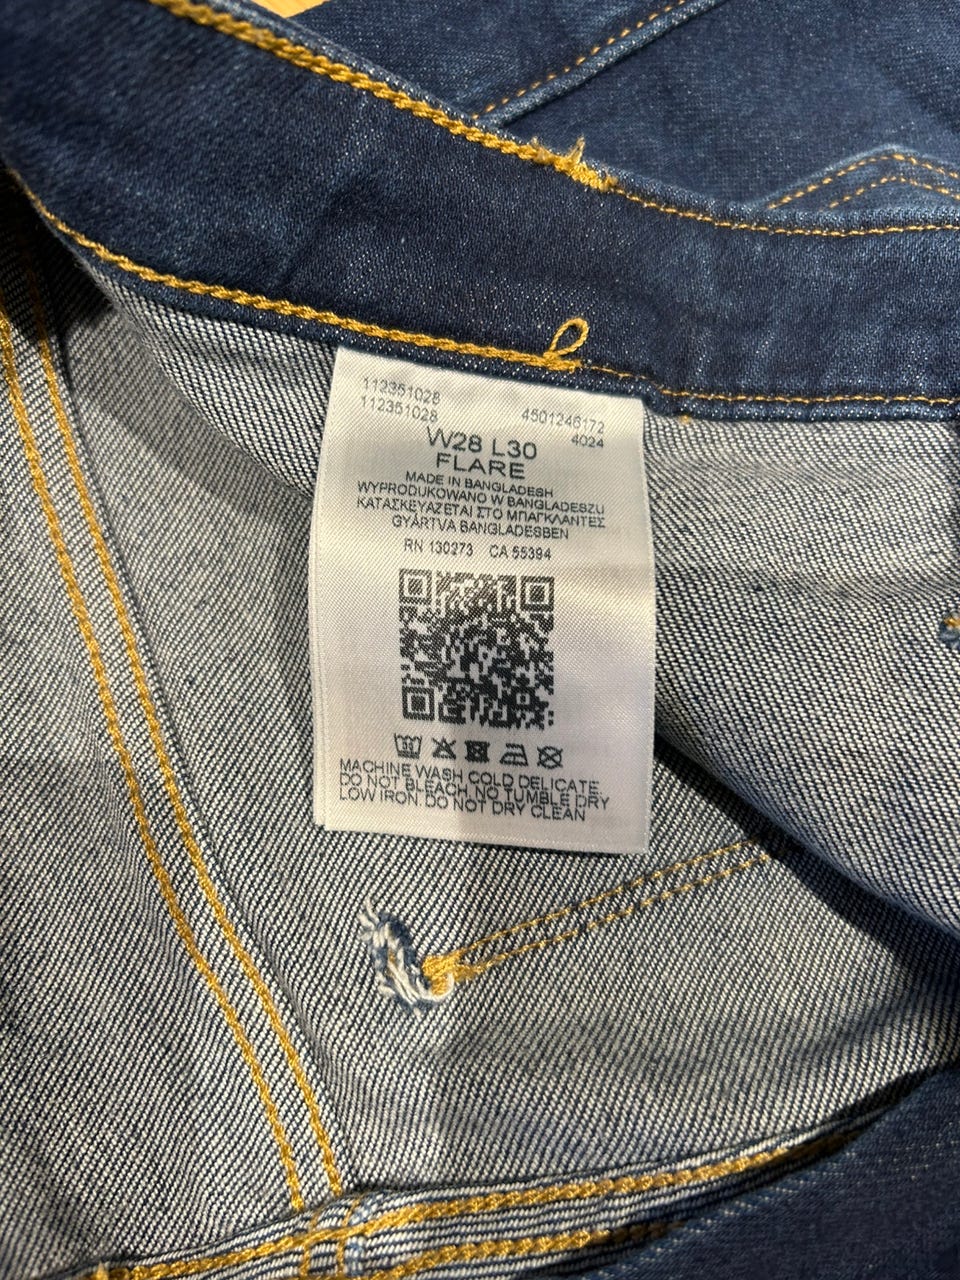 112351028
112351028 4501246172
4024
W28 L30
FLARE
MADE IN BANGLADESH
WYPRODUKOWANO W BANGLADESZU
ΚΑΤΑΣΚΕΥΑΖΕΤΑΙ ΣΤΟ ΜΠΑΓΚΛΑΝΤΕΣ
GYÁRTVA BANGLADESBEN
RN 130273 CA 55394
30
MACHINE WASH COLD DELICATE
DO NOT BLEACH. NO TUMBLE DRY
LOW IRON. DO NOT DRY CLEAN